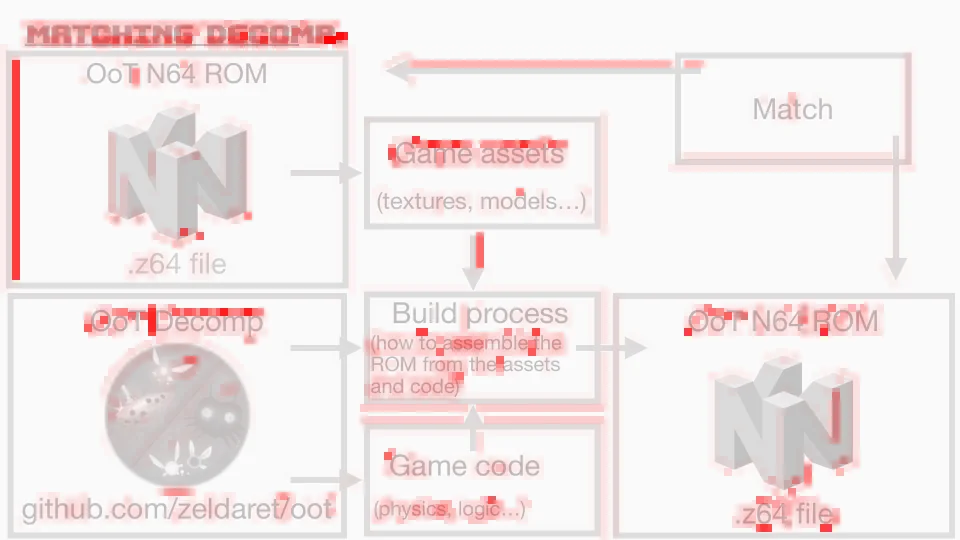 MATCHING DECOMP
OoT N64 ROM
.z64 file
Game assets
(textures, models...)
Match
OoT Decomp
github.com/zeldaret/oot
Build process
(how to assemble the
ROM from the assets
and code)
Game code
(physics, logic...)
OoT N64 ROM
.z64 file